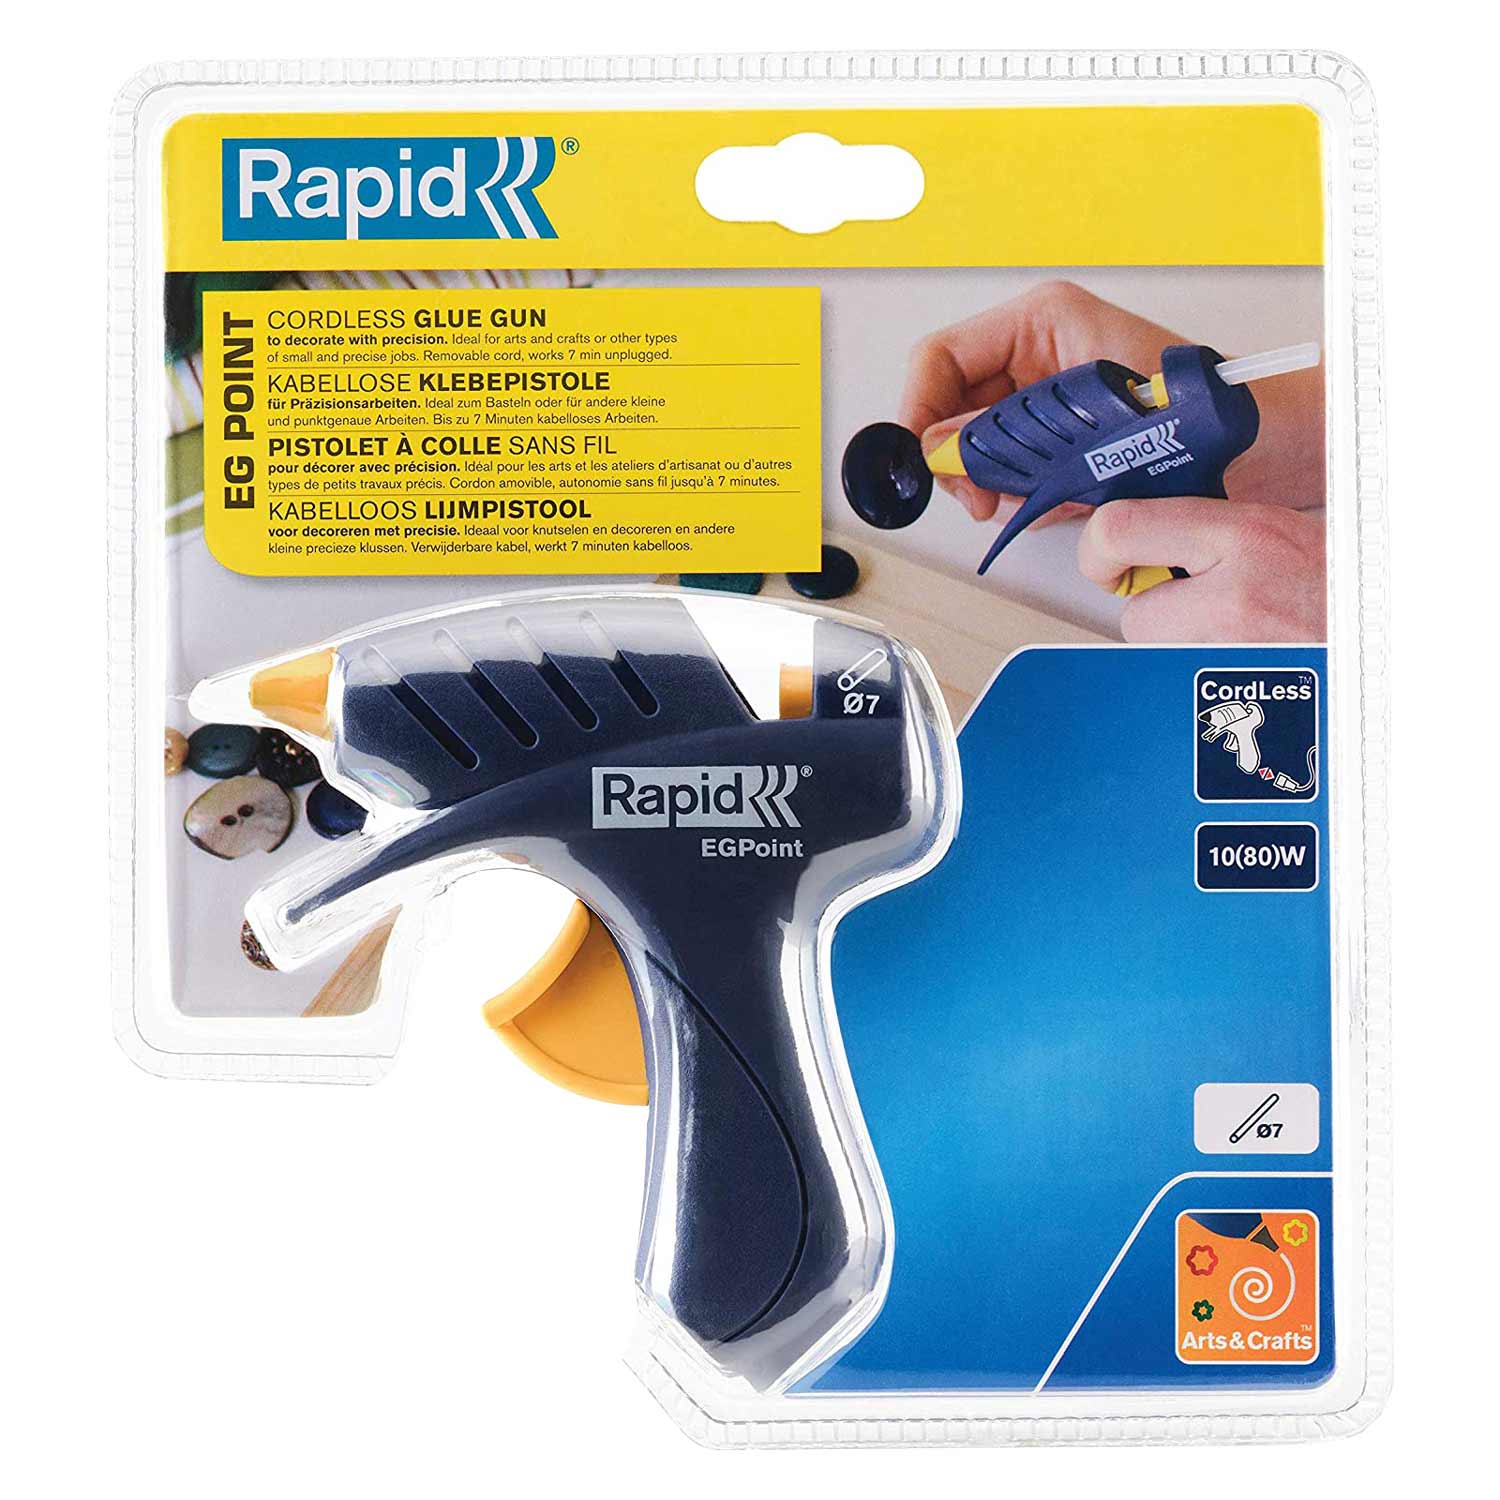 Rapid®
EG POINT
CORDLESS GLUE GUN
to decorate with precision. Ideal for arts and crafts or other types
of small and precise jobs. Removable cord, works 7 min unplugged.
KABELLOSE KLEBEPISTOLE
für Präzisionsarbeiten. Ideal zum Basteln oder für andere kleine
und punktgenaue Arbeiten. Bis zu 7 Minuten kabelloses Arbeiten.
PISTOLET À COLLE SANS FIL
pour décorer avec précision. Idéal pour les arts et les ateliers d'artisanat ou d'autres
types de petits travaux précis. Cordon amovible, autonomie sans fil jusqu'à 7 minutes.
KABELLOOS LIJMPISTOOL
voor decoreren met precisie. Ideaal voor knutselen en decoreren en andere
kleine precieze klussen. Verwijderbare kabel, werkt 7 minuten kabelloos.
Rapid
EGPoint
Ø7
Rapid®
EGPoint
CordLess™
10(80)W
Ø7
Arts & Crafts™